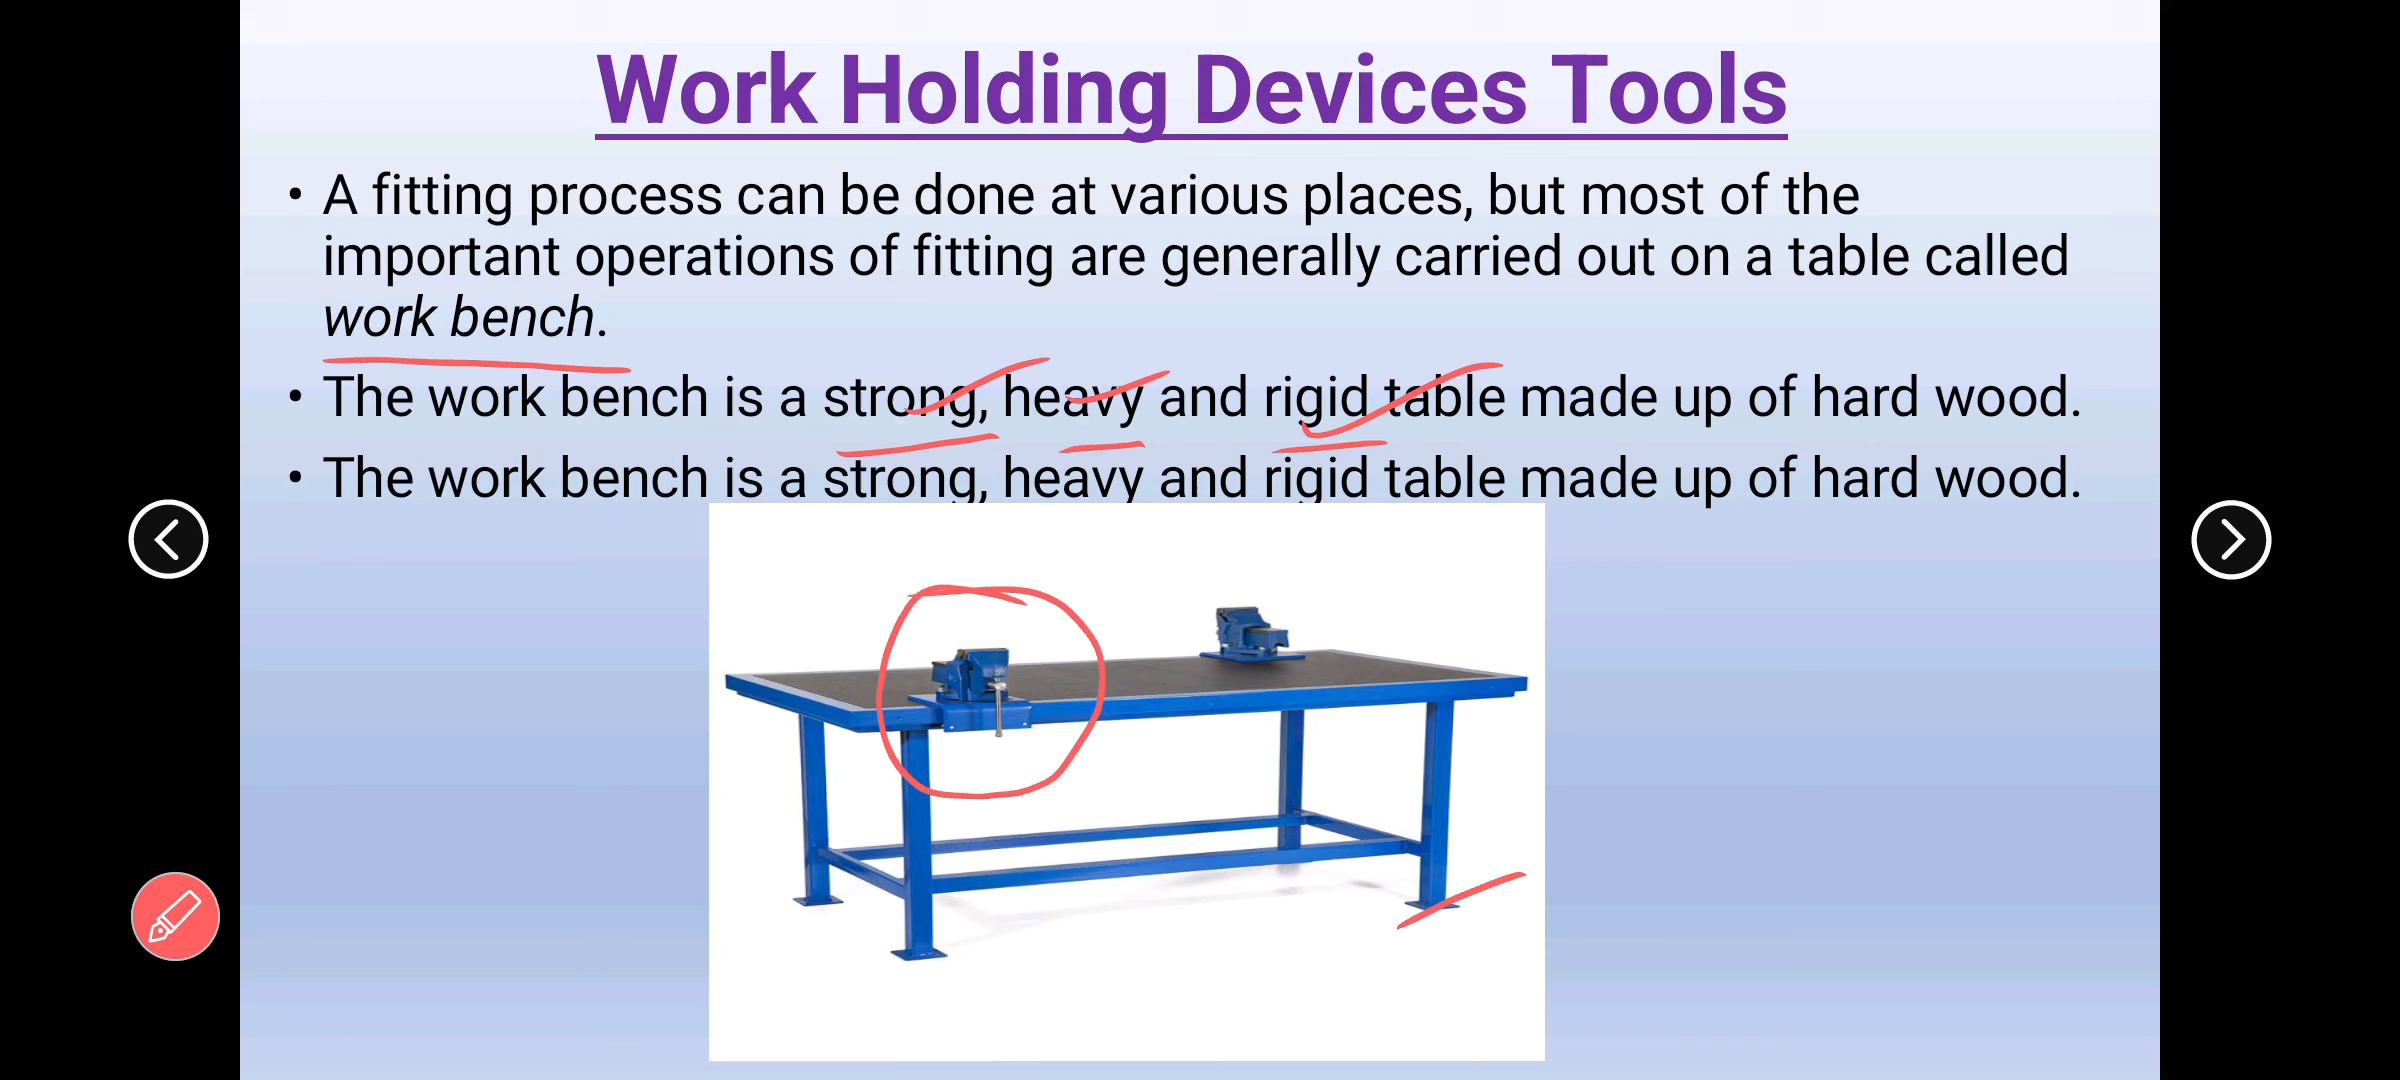 Work Holding Devices Tools
• A fitting process can be done at various places, but most of the
important operations of fitting are generally carried out on a table called
work bench.
• The work bench is a strong, heavy and rigid table made up of hard wood.
• The work bench is a strong, heavy and rigid table made up of hard wood.